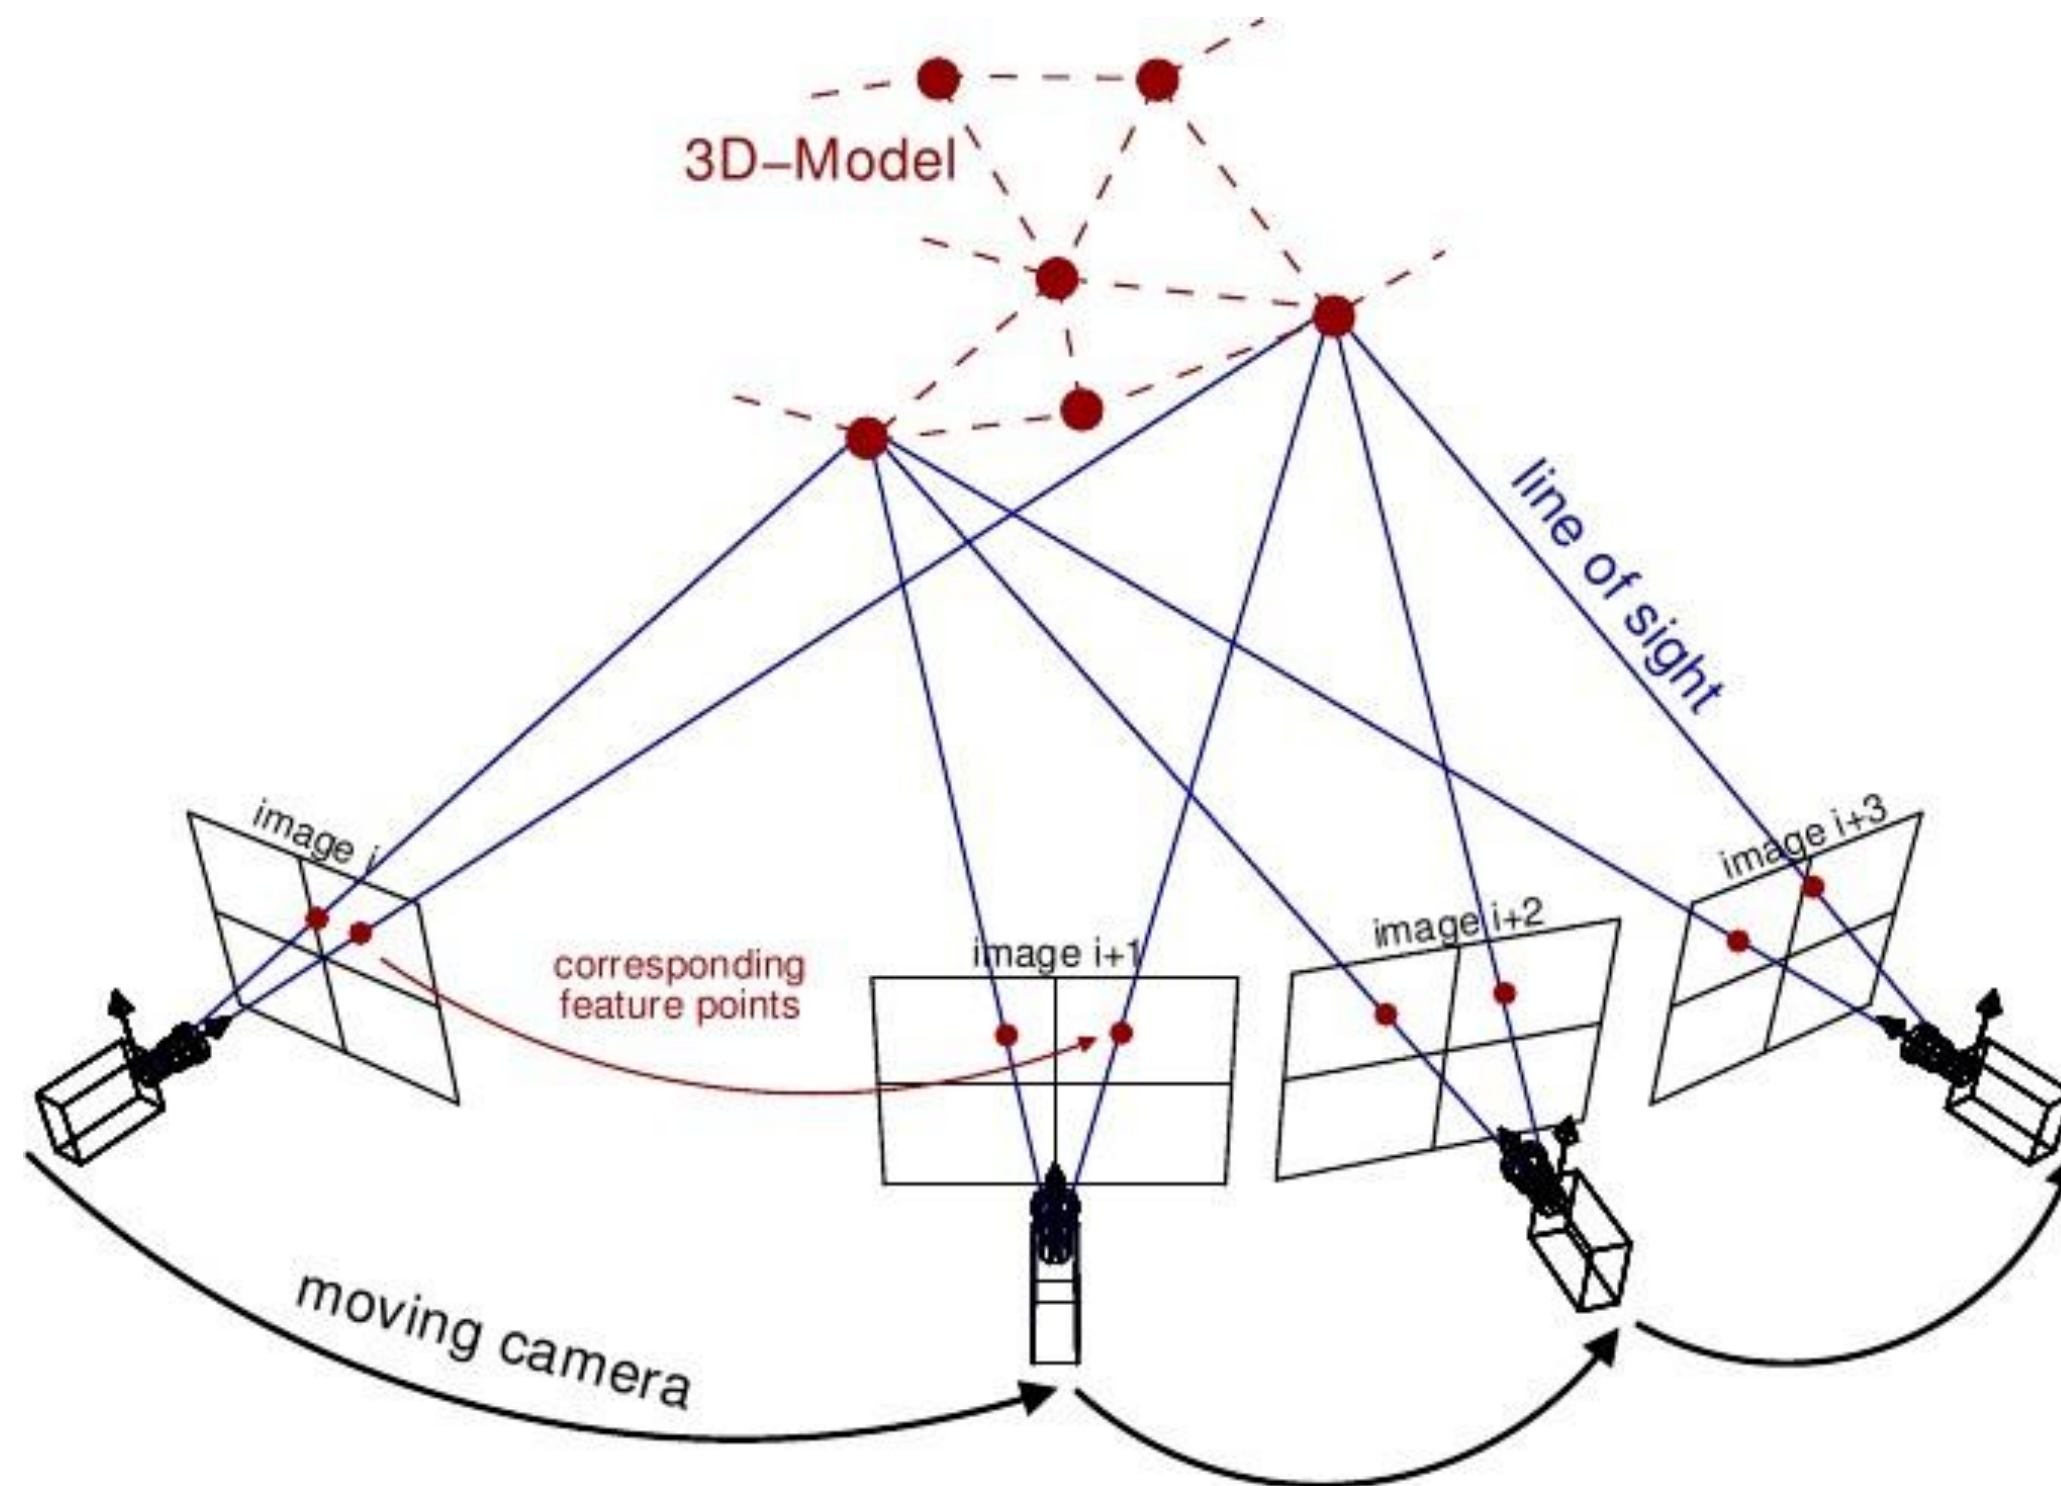 3D–Model
line of sight
image i
image i+3
image i+2
image i+1
corresponding
feature points
moving camera